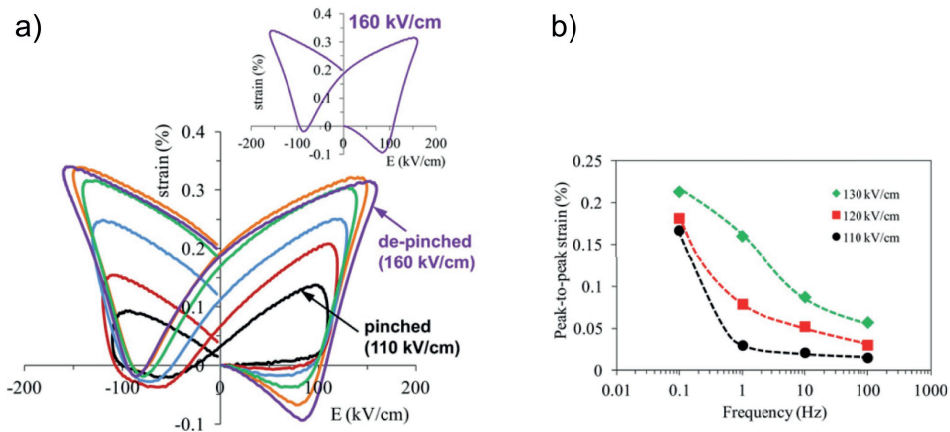 a)
160 kV/cm
strain (%)
0.4
0.3
0.2
0.1
0
-0.1
-200
-100
0
100
200
E (kV/cm)
strain (%)
0.4
0.3
0.2
0.1
0
-0.1
-200
-100
0
100
200
E (kV/cm)
de-pinched
(160 kV/cm)
pinched
(110 kV/cm)
b)
Peak-to-peak strain (%)
0.25
0.2
0.15
0.1
0.05
0
0.01
0.1
1
10
100
1000
Frequency (Hz)
130 kV/cm
120 kV/cm
110 kV/cm